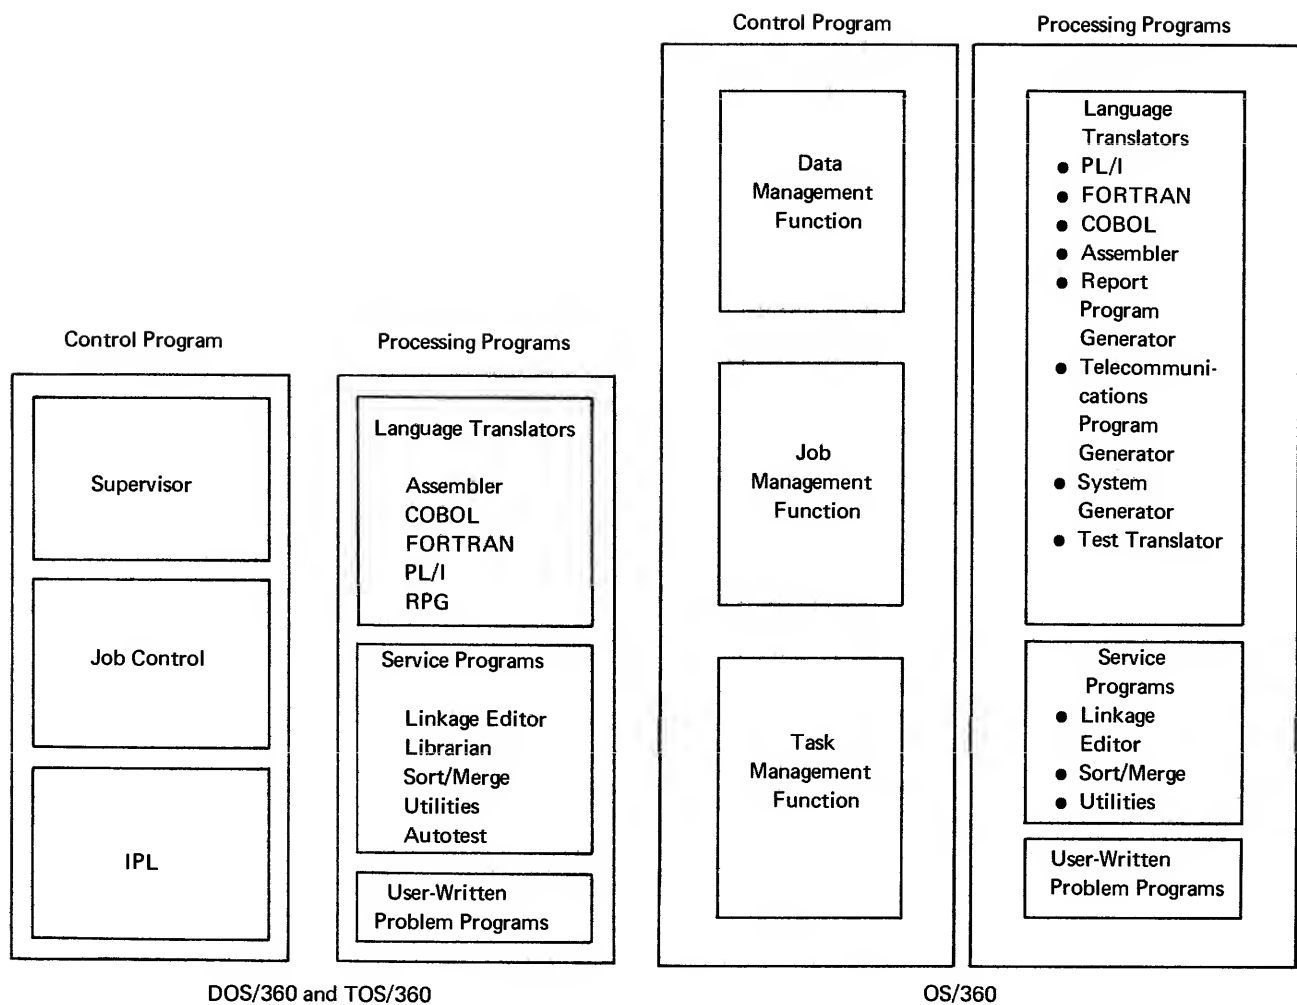 Control Program
Supervisor
Job Control
IPL
Processing Programs
Language Translators
Assembler
COBOL
FORTRAN
PL/I
RPG
Service Programs
Linkage Editor
Librarian
Sort/Merge
Utilities
Autotest
User-Written
Problem Programs
DOS/360 and TOS/360
Control Program
Data
Management
Function
Job
Management
Function
Task
Management
Function
Processing Programs
Language
Translators
● PL/I
● FORTRAN
● COBOL
● Assembler
● Report
Program
Generator
● Telecommuni-
cations
Program
Generator
● System
Generator
● Test Translator
Service
Programs
● Linkage
Editor
● Sort/Merge
● Utilities
User-Written
Problem Programs
OS/360